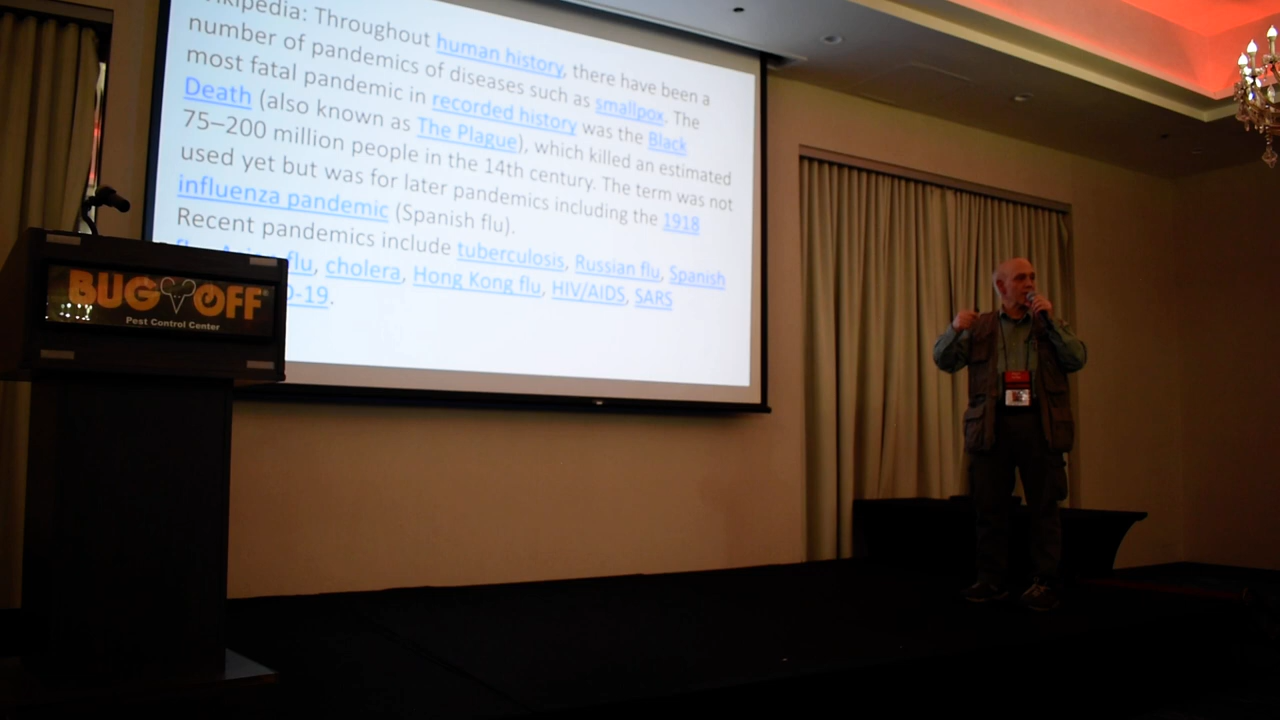 Wikipedia: Throughout human history, there have been a
number of pandemics of diseases such as smallpox. The
most fatal pandemic in recorded history was the Black
Death (also known as The Plague), which killed an estimated
75–200 million people in the 14th century. The term was not
used yet but was for later pandemics including the 1918
influenza pandemic (Spanish flu).
Recent pandemics include tuberculosis, Russian flu, Spanish
flu, cholera, Hong Kong flu, HIV/AIDS, SARS
-19.
BUG OFF
Pest Control Center